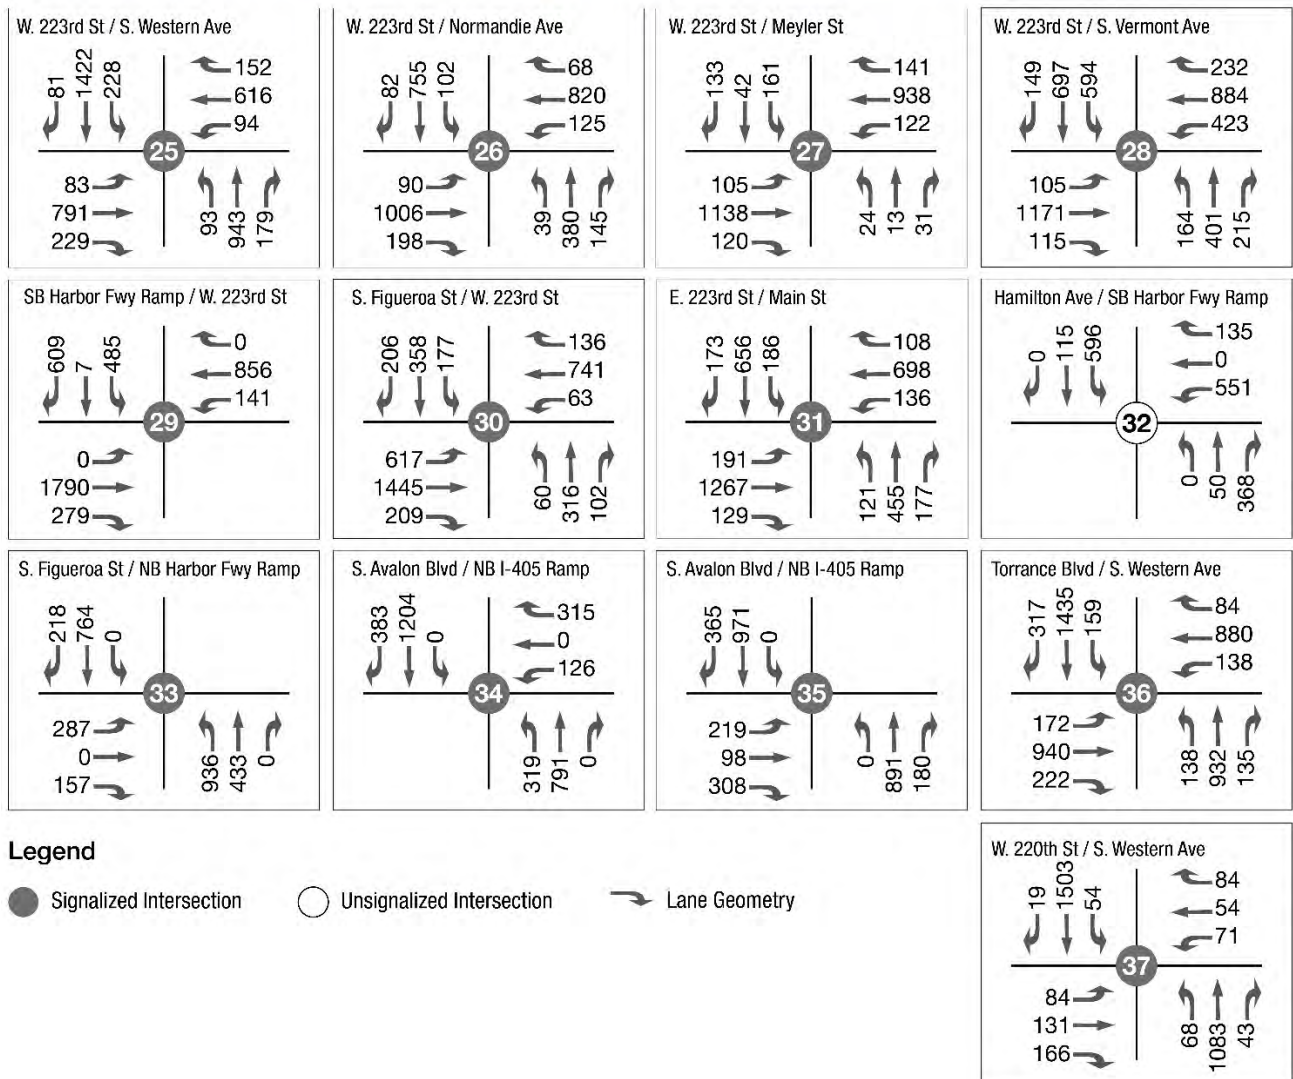 W. 223rd St / S. Western Ave
81 1422 228
152
616
94
25
83
791
229
93 943 179
W. 223rd St / Normandie Ave
82 755 102
68
820
125
26
90
1006
198
39 380 145
W. 223rd St / Meyler St
133 42 161
141
938
122
27
105
1138
120
24 13 31
W. 223rd St / S. Vermont Ave
149 697 594
232
884
423
28
105
1171
115
164 401 215
SB Harbor Fwy Ramp / W. 223rd St
609 7 485
0
856
141
29
0
1790
279
S. Figueroa St / W. 223rd St
206 358 177
136
741
63
30
617
1445
209
60 316 102
E. 223rd St / Main St
173 656 186
108
698
136
31
191
1267
129
121 455 177
Hamilton Ave / SB Harbor Fwy Ramp
0 115 596
135
0
551
32
0 50 368
S. Figueroa St / NB Harbor Fwy Ramp
218 764 0
33
287
0
157
936 433 0
S. Avalon Blvd / NB I-405 Ramp
383 1204 0
315
0
126
34
319 791 0
S. Avalon Blvd / NB I-405 Ramp
365 971 0
35
219
98
308
0 891 180
Torrance Blvd / S. Western Ave
317 1435 159
84
880
138
36
172
940
222
138 932 135
W. 220th St / S. Western Ave
19 1503 54
84
54
71
37
84
131
166
68 1083 43
Legend
Signalized Intersection
Unsignalized Intersection
Lane Geometry